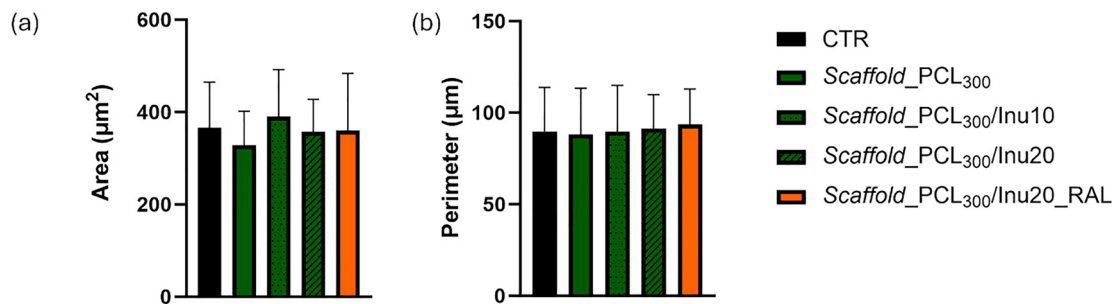 (a)
Area (µm²)
600
400
200
0
(b)
Perimeter (µm)
150
100
50
0
CTR
Scaffold_PCL₃₀₀
Scaffold_PCL₃₀₀/Inu10
Scaffold_PCL₃₀₀/Inu20
Scaffold_PCL₃₀₀/Inu20_RAL